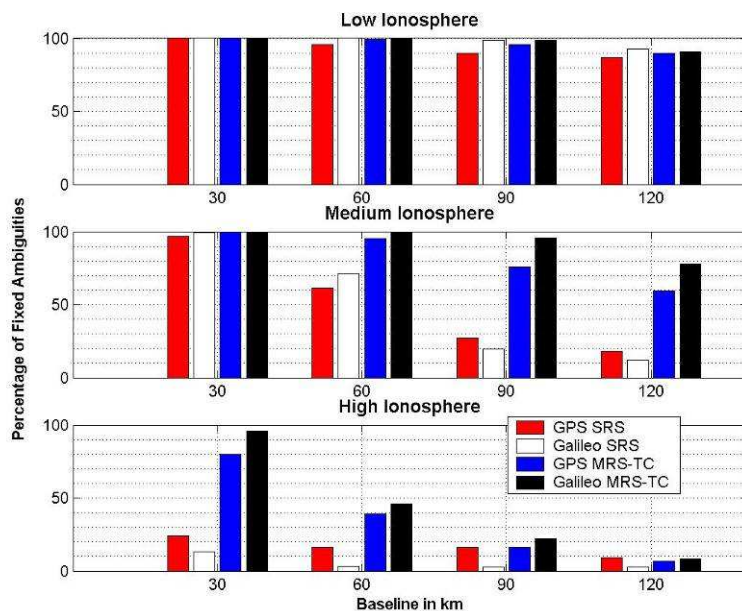 Low Ionosphere
100
50
0
30 60 90 120
Medium Ionosphere
100
50
0
30 60 90 120
High Ionosphere
100
50
0
30 60 90 120
GPS SRS
Galileo SRS
GPS MRS-TC
Galileo MRS-TC
Percentage of Fixed Ambiguities
Baseline in km